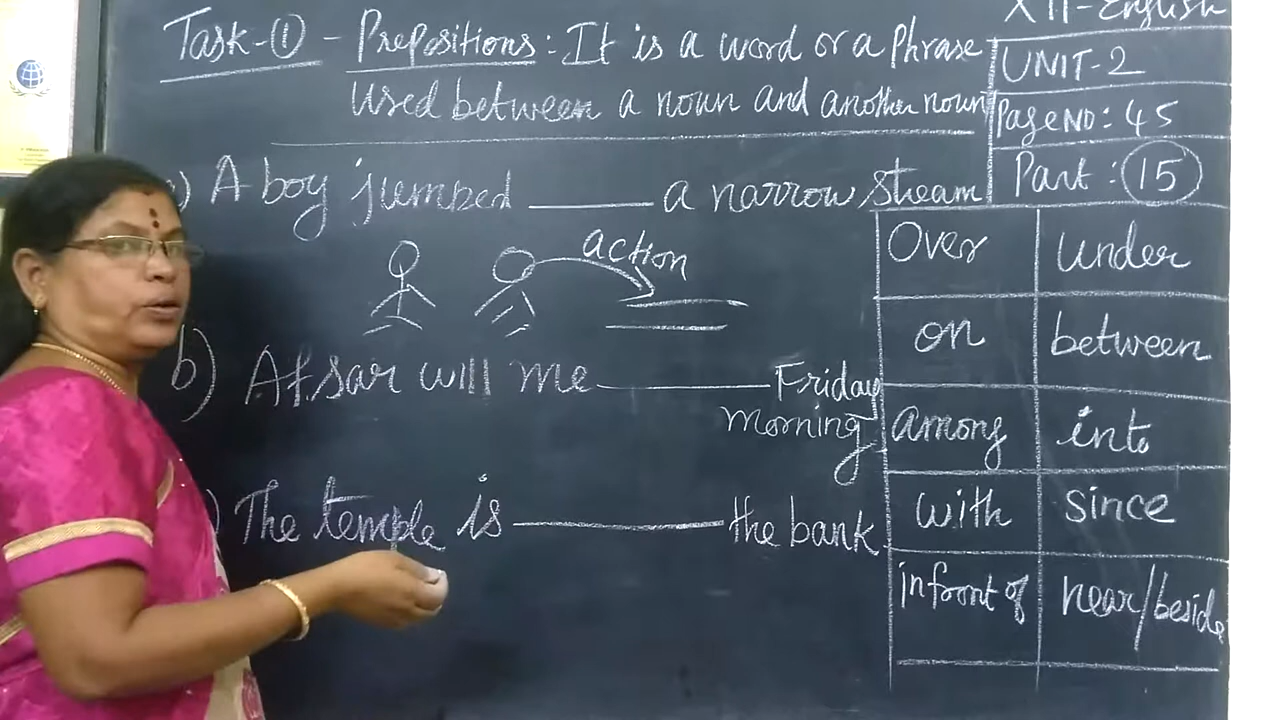 Task-① - Prepositions: It is a word or a phrase
used between a noun and another noun
XII-English
UNIT-2
Page NO: 45
Part: 15
) A boy jumped ______ a narrow stream
action
b) Afsar will me ______ Friday
morning
) The temple is ______ the bank
Over under
on between
among into
with since
infront of near/beside